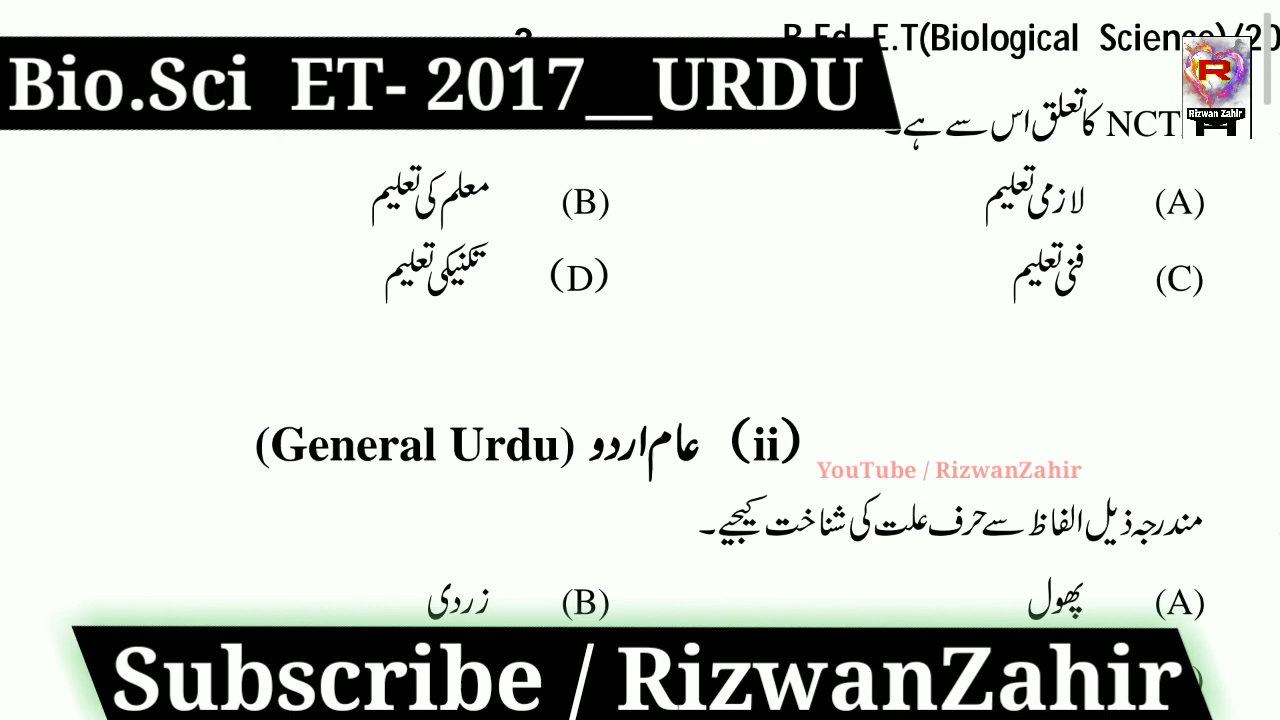 B.Ed. E.T(Biological Science)/20
Bio.Sci ET- 2017__URDU
Rizwan Zahir
NCT کا تعلق اس سے ہے۔
(A) لازمی تعلیم (B) معلم کی تعلیم
(C) فنی تعلیم (D) تکنیکی تعلیم
(ii) عام اردو (General Urdu)
YouTube / RizwanZahir
مندرجہ ذیل الفاظ سے حرف علت کی شناخت کیجیے۔
(A) پھول (B) زردی
Subscribe / RizwanZahir